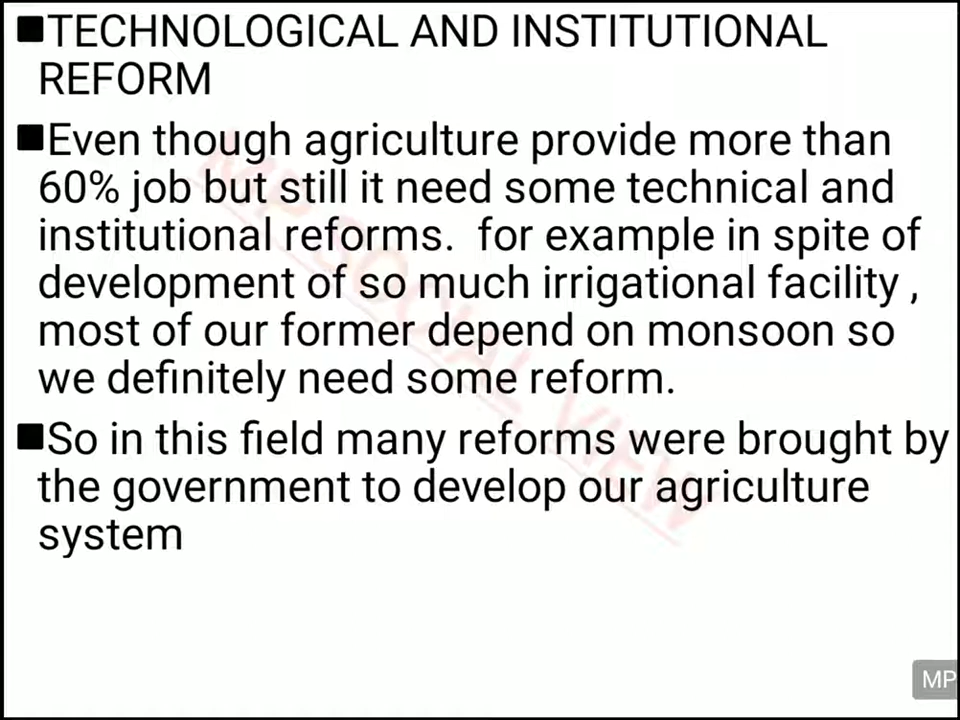 ■TECHNOLOGICAL AND INSTITUTIONAL
REFORM
■Even though agriculture provide more than
60% job but still it need some technical and
institutional reforms.  for example in spite of
development of so much irrigational facility ,
most of our former depend on monsoon so
we definitely need some reform.
■So in this field many reforms were brought by
the government to develop our agriculture
system
MP SOCIAL VIEW
MP